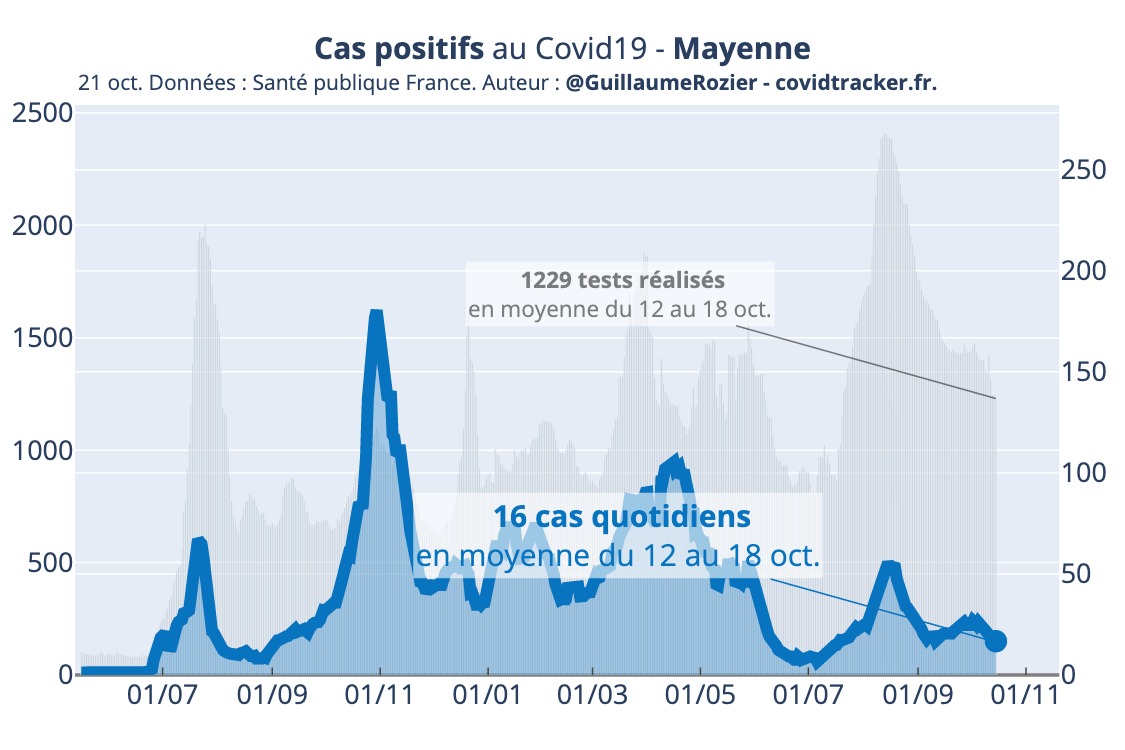 Cas positifs au Covid19 - Mayenne
21 oct. Données : Santé publique France. Auteur : @GuillaumeRozier - covidtracker.fr.
2500
250
2000
200
1229 tests réalisés
en moyenne du 12 au 18 oct.
1500
150
1000
100
16 cas quotidiens
en moyenne du 12 au 18 oct.
500
50
0
0
01/07 01/09 01/11 01/01 01/03 01/05 01/07 01/09 01/11